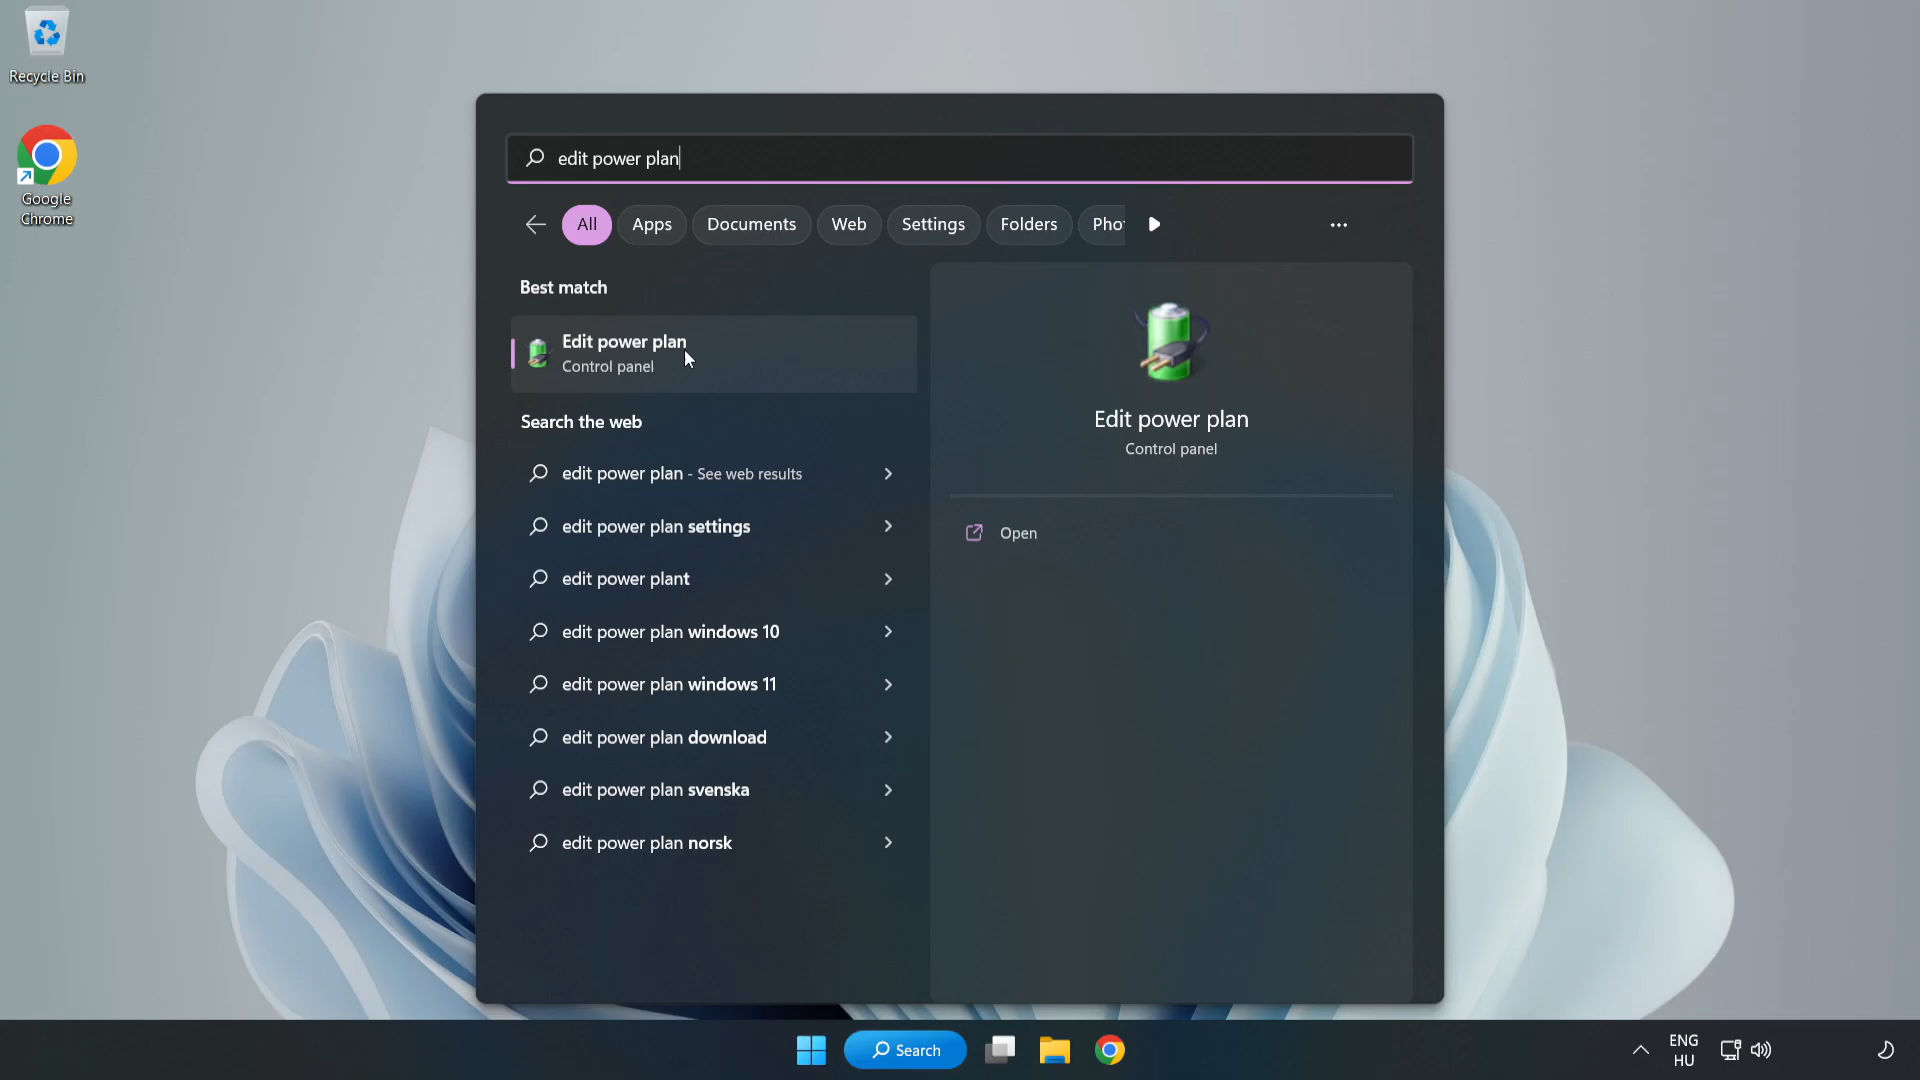 Recycle Bin
Google
Chrome
edit power plan
All
Apps
Documents
Web
Settings
Folders
Pho
Best match
Edit power plan
Control panel
Search the web
edit power plan - See web results
edit power plan settings
edit power plant
edit power plan windows 10
edit power plan windows 11
edit power plan download
edit power plan svenska
edit power plan norsk
Edit power plan
Control panel
Open
Search
ENG
HU